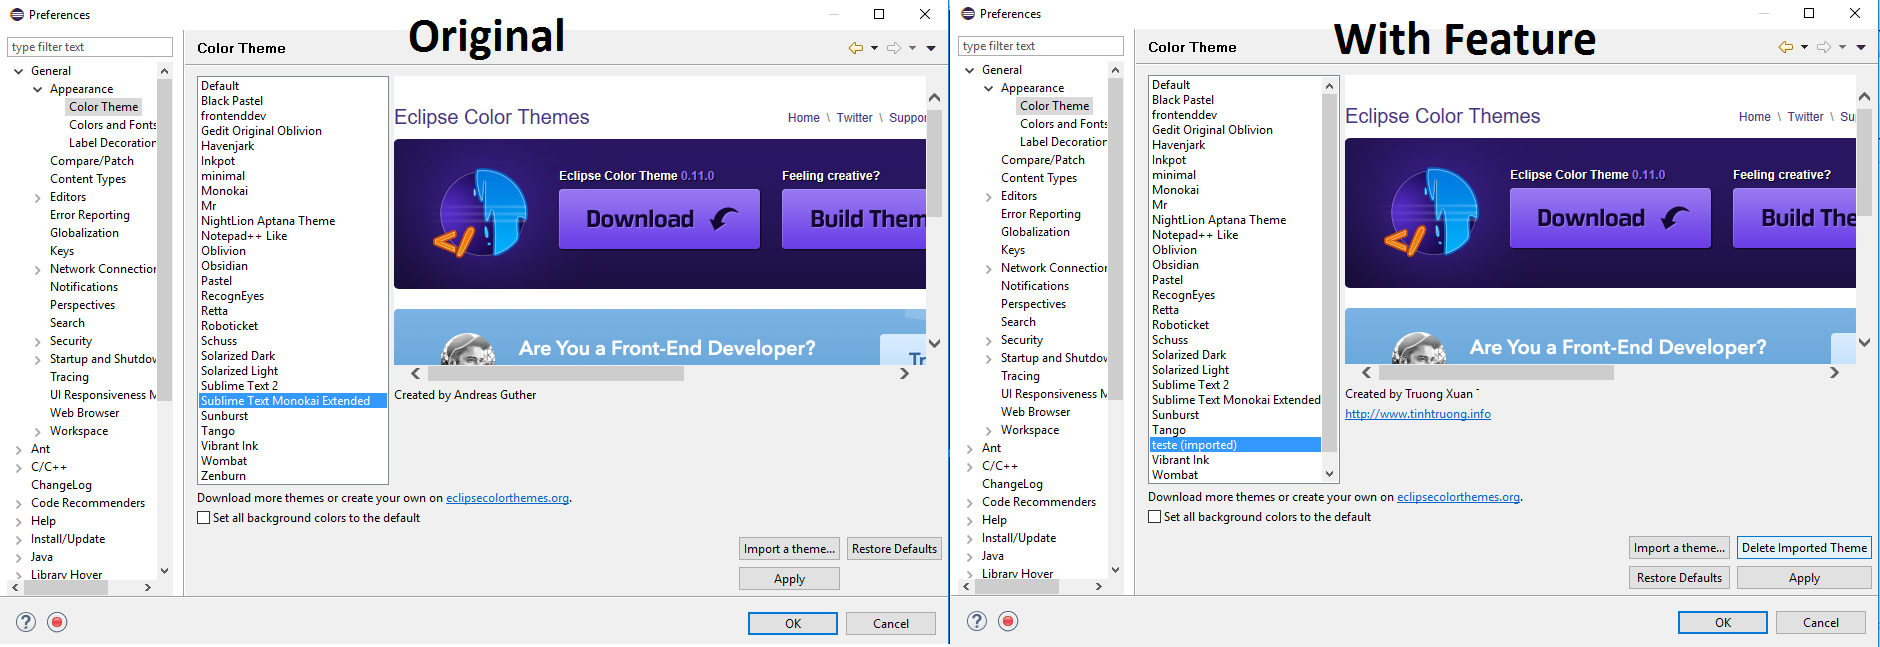 Preferences
Original
type filter text
Color Theme
General
Appearance
Color Theme
Colors and Fonts
Label Decoration
Compare/Patch
Content Types
Editors
Error Reporting
Globalization
Keys
Network Connection
Notifications
Perspectives
Search
Security
Startup and Shutdov
Tracing
UI Responsiveness M
Web Browser
Workspace
Ant
C/C++
ChangeLog
Code Recommenders
Help
Install/Update
Java
Library Hover
Default
Black Pastel
frontenddev
Gedit Original Oblivion
Havenjark
Inkpot
minimal
Monokai
Mr
NightLion Aptana Theme
Notepad++ Like
Oblivion
Obsidian
Pastel
RecognEyes
Retta
Roboticket
Schuss
Solarized Dark
Solarized Light
Sublime Text 2
Sublime Text Monokai Extended
Sunburst
Tango
Vibrant Ink
Wombat
Zenburn
Eclipse Color Themes
Home \ Twitter \ Suppor
Eclipse Color Theme 0.11.0
Feeling creative?
Download
Build Them
</>
Are You a Front-End Developer?
Tr
Created by Andreas Guther
Download more themes or create your own on eclipsecolorthemes.org.
Set all background colors to the default
Import a theme... Restore Defaults
Apply
?
OK Cancel
Preferences
With Feature
type filter text
Color Theme
General
Appearance
Color Theme
Colors and Fonts
Label Decoration
Compare/Patch
Content Types
Editors
Error Reporting
Globalization
Keys
Network Connection
Notifications
Perspectives
Search
Security
Startup and Shutdov
Tracing
UI Responsiveness M
Web Browser
Workspace
Ant
C/C++
ChangeLog
Code Recommenders
Help
Install/Update
Java
Library Hover
Default
Black Pastel
frontenddev
Gedit Original Oblivion
Havenjark
Inkpot
minimal
Monokai
Mr
NightLion Aptana Theme
Notepad++ Like
Oblivion
Obsidian
Pastel
RecognEyes
Retta
Roboticket
Schuss
Solarized Dark
Solarized Light
Sublime Text 2
Sublime Text Monokai Extended
Sunburst
Tango
teste (imported)
Vibrant Ink
Wombat
Eclipse Color Themes
Home \ Twitter \ Su
Eclipse Color Theme 0.11.0
Feeling creative?
Download
Build The
</>
Are You a Front-End Developer?
Created by Truong Xuan T
http://www.tinhtruong.info
Download more themes or create your own on eclipsecolorthemes.org.
Set all background colors to the default
Import a theme... Delete Imported Theme
Restore Defaults Apply
?
OK Cancel